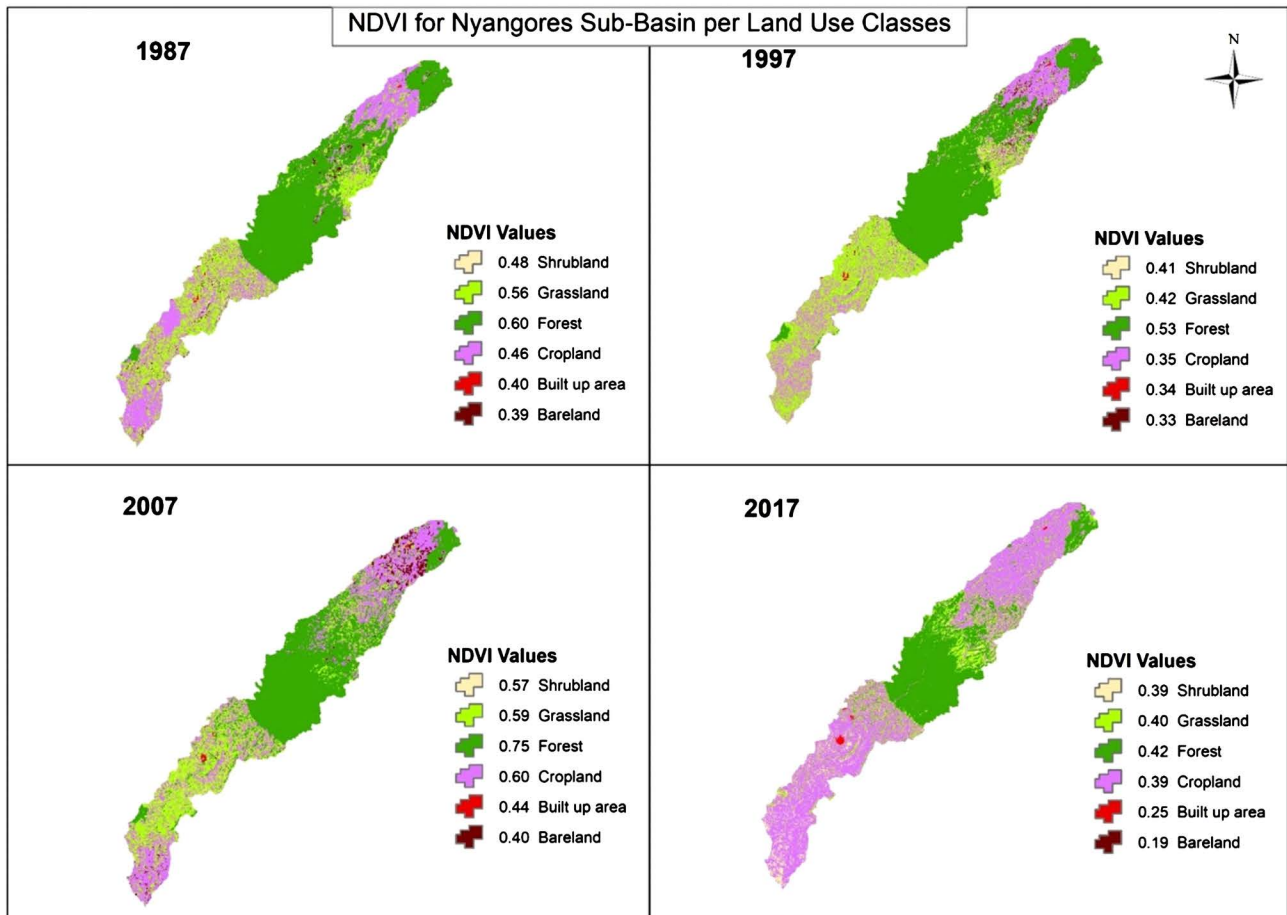 NDVI for Nyangores Sub-Basin per Land Use Classes
1987
NDVI Values
0.48 Shrubland
0.56 Grassland
0.60 Forest
0.46 Cropland
0.40 Built up area
0.39 Bareland
1997
N
NDVI Values
0.41 Shrubland
0.42 Grassland
0.53 Forest
0.35 Cropland
0.34 Built up area
0.33 Bareland
2007
NDVI Values
0.57 Shrubland
0.59 Grassland
0.75 Forest
0.60 Cropland
0.44 Built up area
0.40 Bareland
2017
NDVI Values
0.39 Shrubland
0.40 Grassland
0.42 Forest
0.39 Cropland
0.25 Built up area
0.19 Bareland